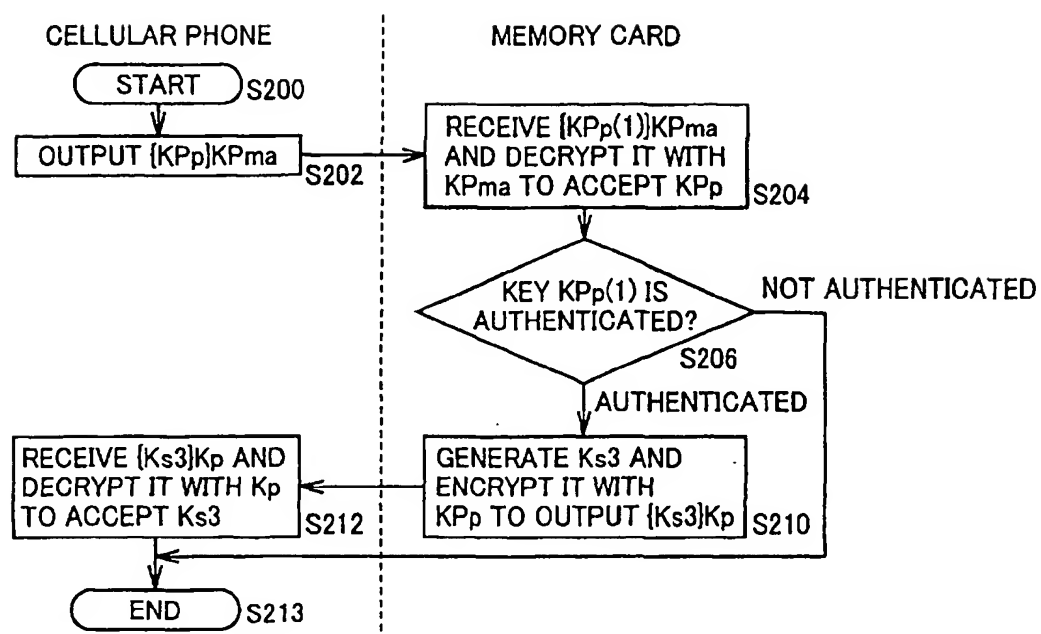 CELLULAR PHONE
MEMORY CARD
START
S200
OUTPUT {KPp}KPma
S202
RECEIVE {KPp(1)}KPma
AND DECRYPT IT WITH
KPma TO ACCEPT KPp
S204
KEY KPp(1) IS
AUTHENTICATED?
S206
NOT AUTHENTICATED
AUTHENTICATED
GENERATE Ks3 AND
ENCRYPT IT WITH
KPp TO OUTPUT {Ks3}Kp
S210
RECEIVE {Ks3}Kp AND
DECRYPT IT WITH Kp
TO ACCEPT Ks3
S212
END
S213